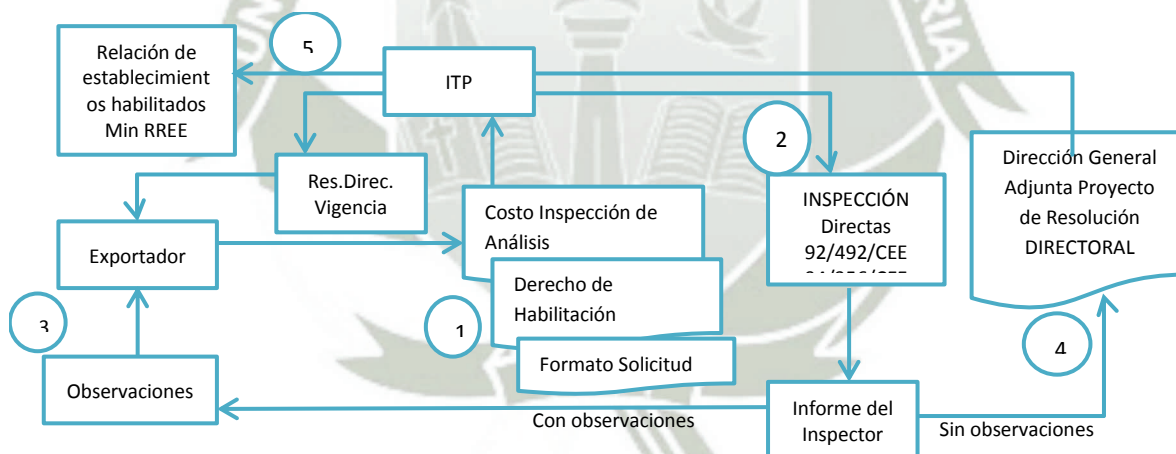 5
Relación de
establecimient
os habilitados
Min RREE
ITP
2
Res.Direc.
Vigencia
Exportador
Costo Inspección de
Análisis
Derecho de
Habilitación
Formato Solicitud
1
INSPECCIÓN
Directas
92/492/CEE
Dirección General
Adjunta Proyecto
de Resolución
DIRECTORAL
3
Observaciones
4
Informe del
Inspector
Con observaciones
Sin observaciones
RIA